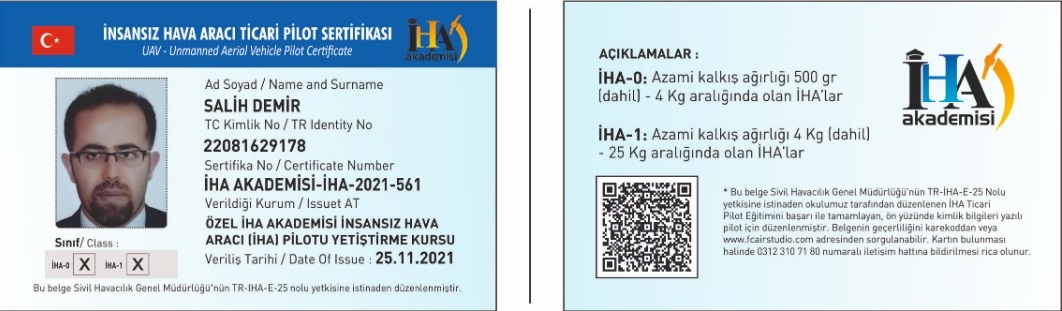 İNSANSIZ HAVA ARACI TİCARİ PİLOT SERTİFİKASI
UAV - Unmanned Aerial Vehicle Pilot Certificate
İHA
akademisi
Ad Soyad / Name and Surname
SALİH DEMİR
TC Kimlik No / TR Identity No
22081629178
Sertifika No / Certificate Number
İHA AKADEMİSİ-İHA-2021-561
Verildiği Kurum / Issuet AT
ÖZEL İHA AKADEMİSİ İNSANSIZ HAVA
ARACI (İHA) PİLOTU YETİŞTİRME KURSU
Veriliş Tarihi / Date Of Issue : 25.11.2021
Sınıf/ Class :
İHA-0 X İHA-1 X
Bu belge Sivil Havacılık Genel Müdürlüğü'nün TR-IHA-E-25 nolu yetkisine istinaden düzenlenmiştir.
AÇIKLAMALAR :
İHA-0: Azami kalkış ağırlığı 500 gr
(dahil) - 4 Kg aralığında olan İHA'lar
İHA-1: Azami kalkış ağırlığı 4 Kg (dahil)
- 25 Kg aralığında olan İHA'lar
İHA
akademisi
* Bu belge Sivil Havacılık Genel Müdürlüğü'nün TR-İHA-E-25 Nolu
yetkisine istinaden okulumuz tarafından düzenlenen İHA Ticari
Pilot Eğitimini başarı ile tamamlayan, ön yüzünde kimlik bilgileri yazılı
pilot için düzenlenmiştir. Belgenin geçerliliğini karekoddan veya
www.fcairstudio.com adresinden sorgulanabilir. Kartın bulunması
halinde 0312 310 71 80 numaralı iletişim hattına bildirilmesi rica olunur.